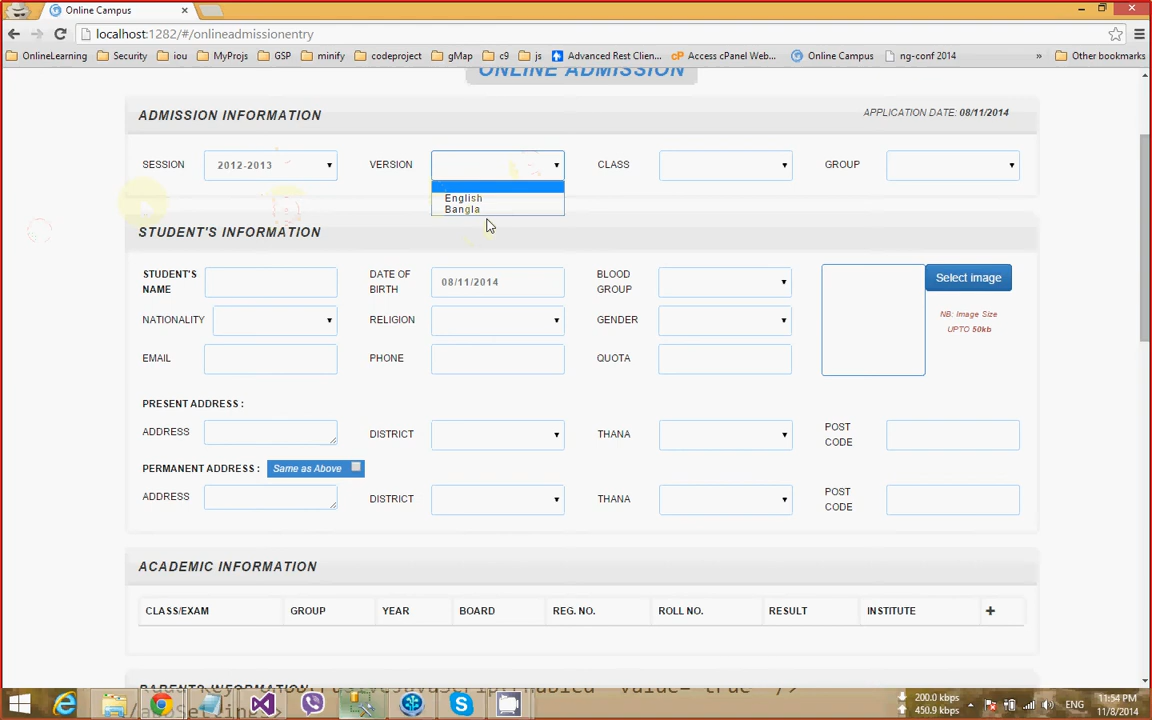 Online Campus
localhost:1282/#/onlineadmissionentry
OnlineLearning Security iou MyProjs GSP minify codeproject gMap c9 js Advanced Rest Clien... Access cPanel Web... Online Campus ng-conf 2014 » Other bookmarks
ONLINE ADMISSION
ADMISSION INFORMATION
APPLICATION DATE: 08/11/2014
SESSION 2012-2013 VERSION CLASS GROUP
English
Bangla
STUDENT'S INFORMATION
STUDENT'S NAME
DATE OF BIRTH 08/11/2014
BLOOD GROUP
Select image
NATIONALITY RELIGION GENDER
NB: Image Size
UPTO 50kb
EMAIL PHONE QUOTA
PRESENT ADDRESS :
ADDRESS DISTRICT THANA POST CODE
PERMANENT ADDRESS : Same as Above
ADDRESS DISTRICT THANA POST CODE
ACADEMIC INFORMATION
CLASS/EXAM GROUP YEAR BOARD REG. NO. ROLL NO. RESULT INSTITUTE +
200.0 kbps
450.9 kbps
ENG
11:54 PM
11/8/2014